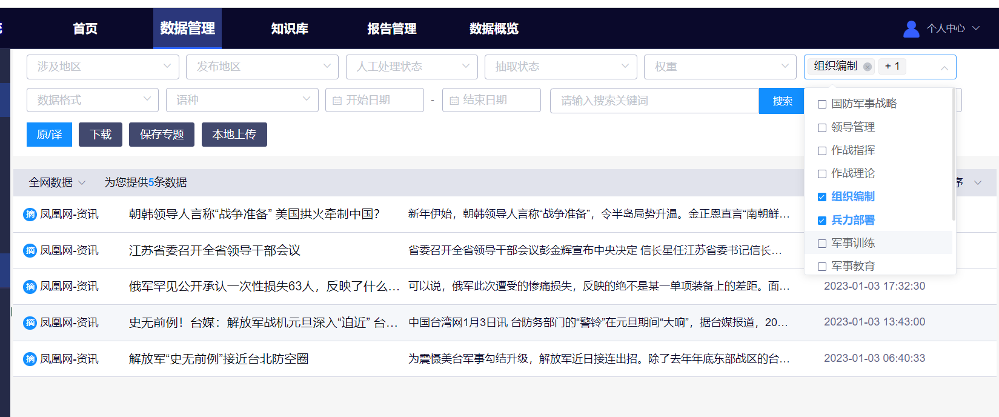 首页 数据管理 知识库 报告管理 数据概览 个人中心
涉及地区 发布地区 人工处理状态 抽取状态 权重 组织编制 + 1
数据格式 语种 开始日期 - 结束日期 请输入搜索关键词 搜索
原/译 下载 保存专题 本地上传
国防军事战略
领导管理
作战指挥
作战理论
组织编制
兵力部署
军事训练
军事教育
全网数据 为您提供5条数据 序
摘 凤凰网-资讯 朝韩领导人言称“战争准备” 美国拱火牵制中国？ 新年伊始，朝韩领导人言称“战争准备”，令半岛局势升温。金正恩直言“南朝鲜…
摘 凤凰网-资讯 江苏省委召开全省领导干部会议 省委召开全省领导干部会议彭金辉宣布中央决定 信长星任江苏省委书记信长…
摘 凤凰网-资讯 俄军罕见公开承认一次性损失63人，反映了什么… 可以说，俄军此次遭受的惨痛损失，反映的绝不是某一单项装备上的差距。面… 2023-01-03 17:32:30
摘 凤凰网-资讯 史无前例！台媒：解放军战机元旦深入“迫近” 台… 中国台湾网1月3日讯 台防务部门的“警铃”在元旦期间“大响”，据台媒报道，20… 2023-01-03 13:43:00
摘 凤凰网-资讯 解放军“史无前例”接近台北防空圈 为震慑美台军事勾结升级，解放军近日接连出招。除了去年年底东部战区的台… 2023-01-03 06:40:33